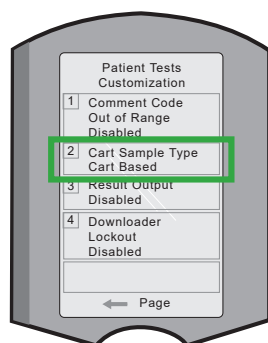 Patient Tests
Customization
1 Comment Code
Out of Range
Disabled
2 Cart Sample Type
Cart Based
3 Result Output
Disabled
4 Downloader
Lockout
Disabled
Page